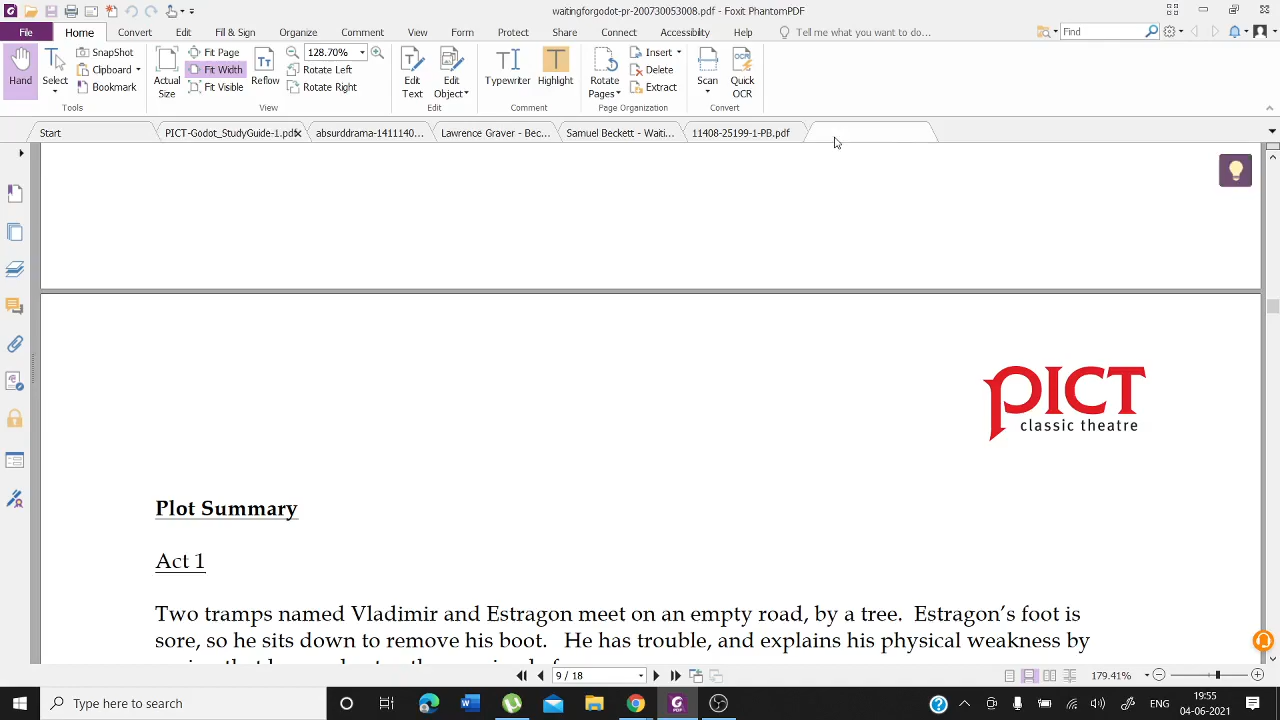 waitingforgodot-pr-200730053008.pdf - Foxit PhantomPDF
File Home Convert Edit Fill & Sign Organize Comment View Form Protect Share Connect Accessibility Help Tell me what you want to do... Find
Hand
Select
SnapShot
Clipboard
Bookmark
Tools
Actual Size
Fit Page
Fit Width
Fit Visible
Reflow
128.70%
Rotate Left
Rotate Right
View
Edit Text
Edit Object
Edit
Typewriter
Highlight
Comment
Rotate Pages
Insert
Delete
Extract
Page Organization
Scan
Quick OCR
Convert
Start PICT-Godot_StudyGuide-1.pdf absurddrama-1411140... Lawrence Graver - Bec... Samuel Beckett - Waiti... 11408-25199-1-PB.pdf
PICT
classic theatre
Plot Summary
Act 1
Two tramps named Vladimir and Estragon meet on an empty road, by a tree. Estragon's foot is
sore, so he sits down to remove his boot. He has trouble, and explains his physical weakness by
9 / 18 179.41%
Type here to search ENG 19:55
04-06-2021